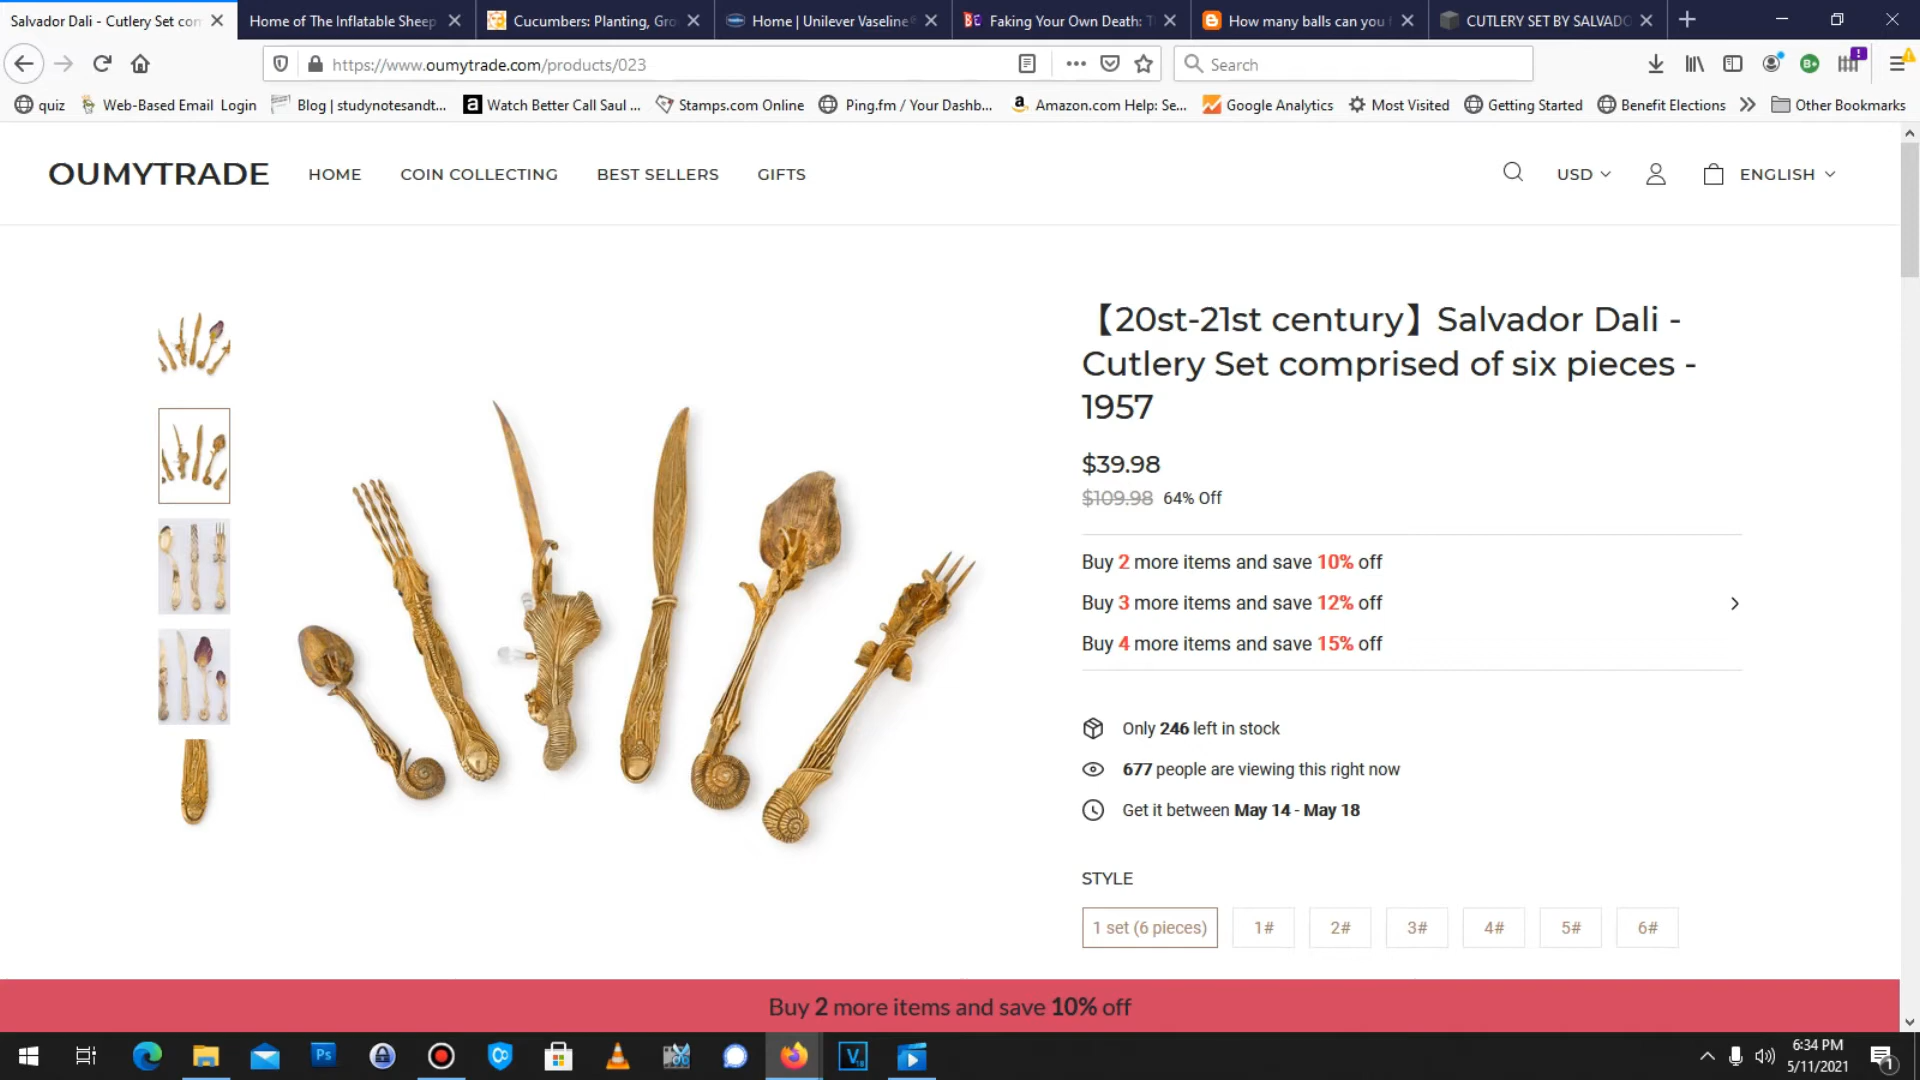 Salvador Dali - Cutlery Set con
Home of The Inflatable Sheep
Cucumbers: Planting, Gro
Home | Unilever Vaseline®
Faking Your Own Death: T
How many balls can you f
CUTLERY SET BY SALVADO
https://www.oumytrade.com/products/023
Search
quiz
Web-Based Email Login
Blog | studynotesandt...
Watch Better Call Saul ...
Stamps.com Online
Ping.fm / Your Dashb...
Amazon.com Help: Se...
Google Analytics
Most Visited
Getting Started
Benefit Elections
Other Bookmarks
OUMYTRADE
HOME
COIN COLLECTING
BEST SELLERS
GIFTS
USD
ENGLISH
【20st-21st century】Salvador Dali -
Cutlery Set comprised of six pieces -
1957
$39.98
$109.98 64% Off
Buy 2 more items and save 10% off
Buy 3 more items and save 12% off
Buy 4 more items and save 15% off
Only 246 left in stock
677 people are viewing this right now
Get it between May 14 - May 18
STYLE
1 set (6 pieces)
1#
2#
3#
4#
5#
6#
Buy 2 more items and save 10% off
Ps
6:34 PM
5/11/2021
1